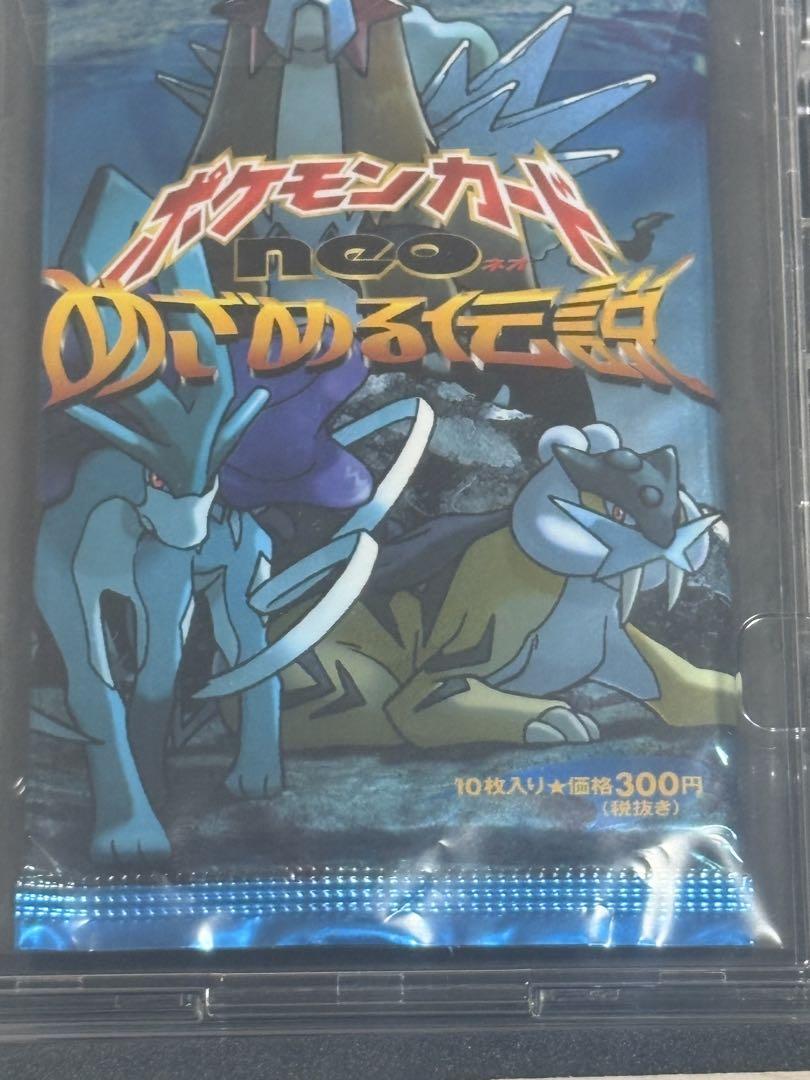 ポケモンカード
neo ネオ
めざめる伝説
10枚入り★価格300円
(税抜き)